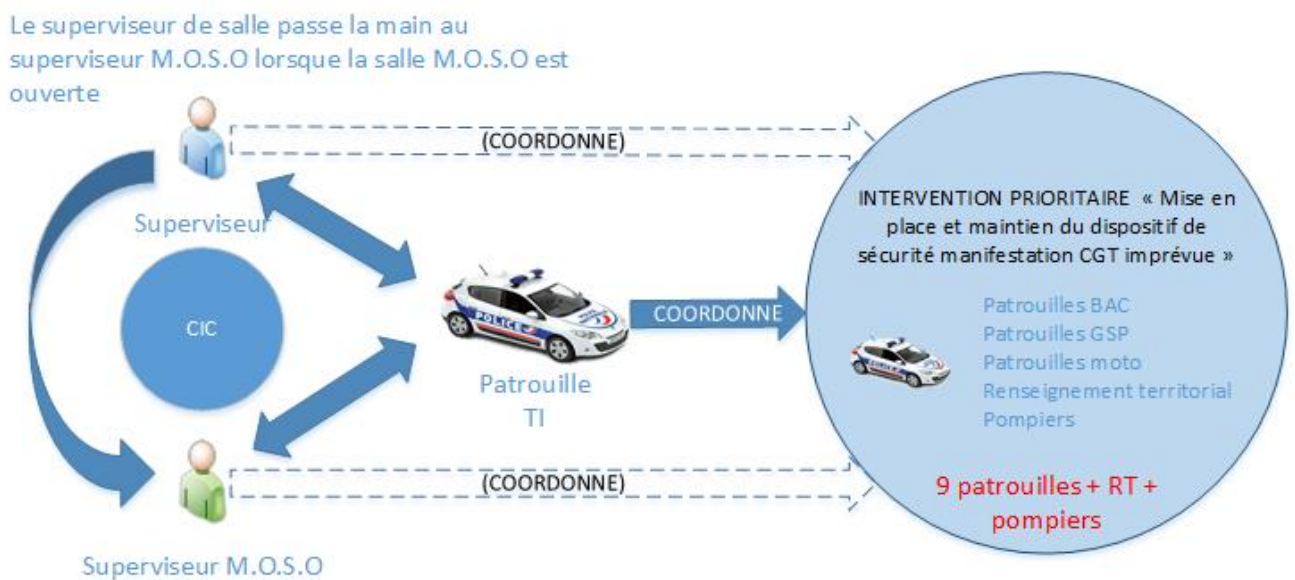 Le superviseur de salle passe la main au
superviseur M.O.S.O lorsque la salle M.O.S.O est
ouverte
(COORDONNE)
Superviseur
CIC
Patrouille
TI
COORDONNE
INTERVENTION PRIORITAIRE « Mise en
place et maintien du dispositif de
sécurité manifestation CGT imprévue »
Patrouilles BAC
Patrouilles GSP
Patrouilles moto
Renseignement territorial
Pompiers
9 patrouilles + RT +
pompiers
(COORDONNE)
Superviseur M.O.S.O
POLICE